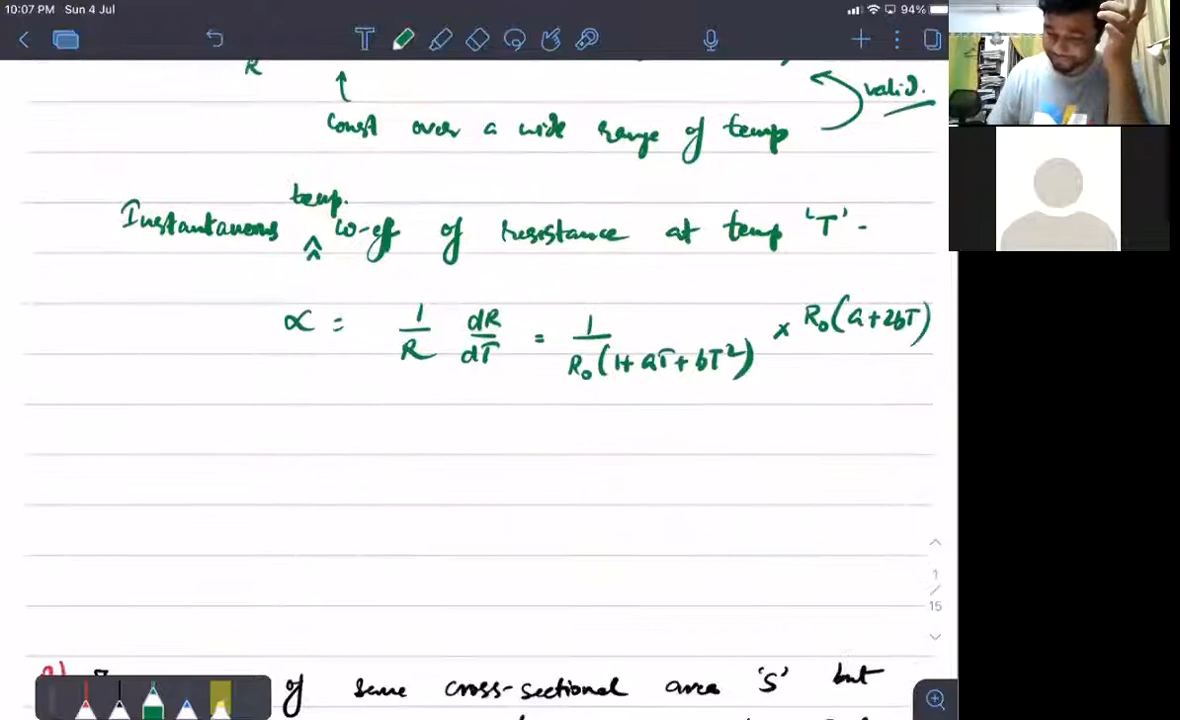 10:07 PM Sun 4 Jul 94%
R
valid.
const over a wide range of temp
temp.
Instantaneous ^ co-eff of resistance at temp 'T' -
α = 1/R dR/dT = 1/R₀(1+aT+bT²) × R₀(a+2bT)
1
/
15
of same cross-sectional area 's' but